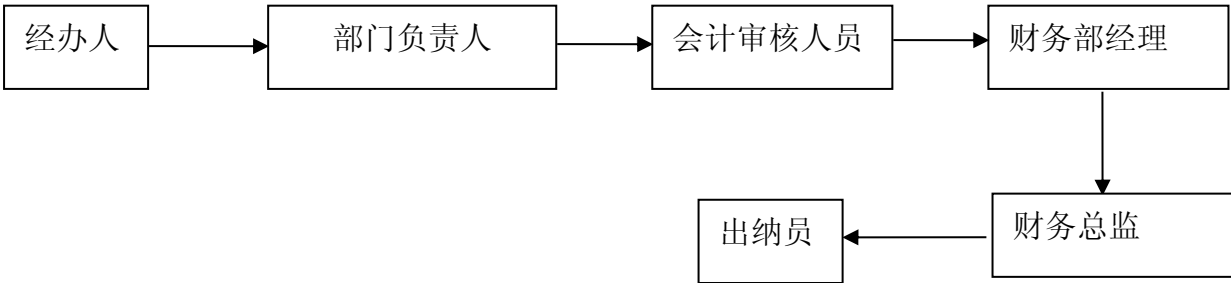 经办人
部门负责人
会计审核人员
财务部经理
财务总监
出纳员